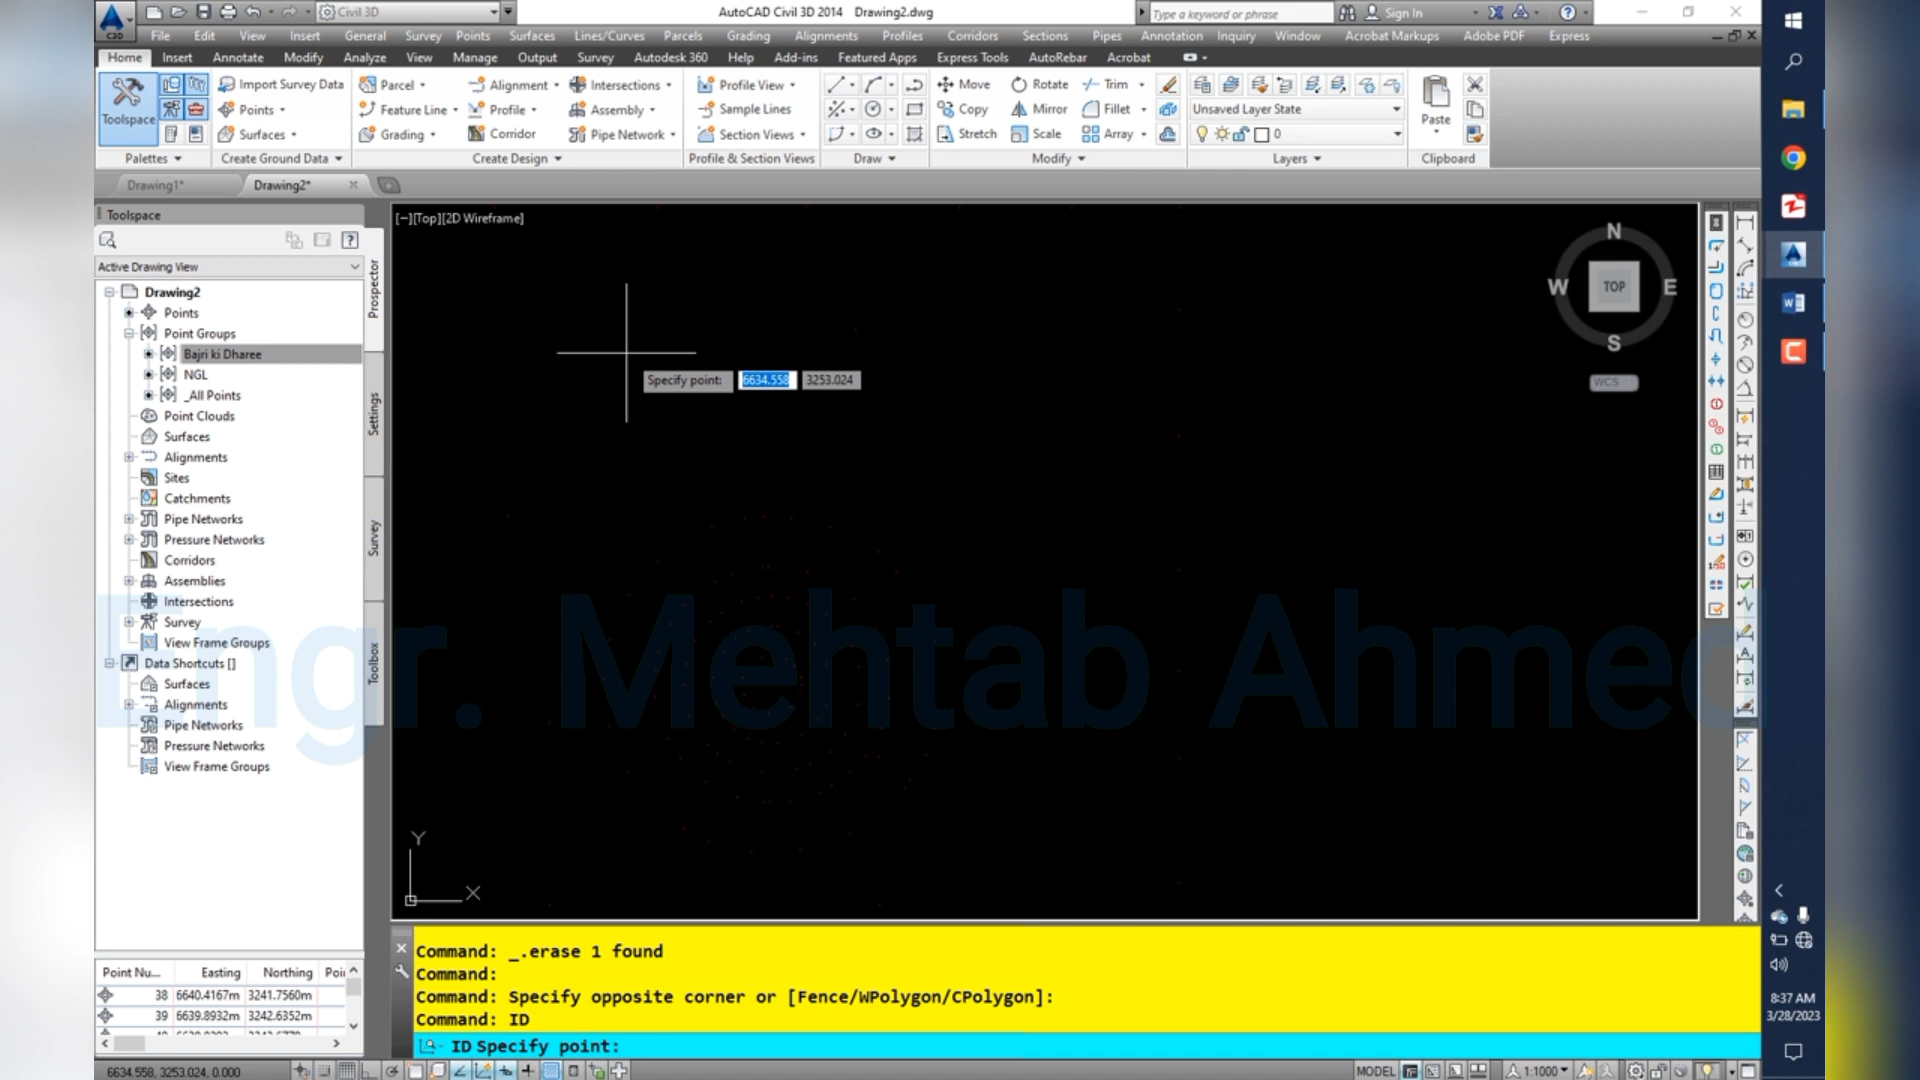 Civil 3D
AutoCAD Civil 3D 2014 Drawing2.dwg
Type a keyword or phrase
Sign In
File Edit View Insert General Survey Points Surfaces Lines/Curves Parcels Grading Alignments Profiles Corridors Sections Pipes Annotation Inquiry Window Acrobat Markups Adobe PDF Express
Home Insert Annotate Modify Analyze View Manage Output Survey Autodesk 360 Help Add-ins Featured Apps Express Tools AutoRebar Acrobat
Toolspace
Import Survey Data
Points
Surfaces
Parcel
Feature Line
Grading
Alignment
Profile
Corridor
Intersections
Assembly
Pipe Network
Profile View
Sample Lines
Section Views
Move
Copy
Stretch
Rotate
Mirror
Scale
Trim
Fillet
Array
Unsaved Layer State
0
Paste
Palettes
Create Ground Data
Create Design
Profile & Section Views
Draw
Modify
Layers
Clipboard
Drawing1*
Drawing2*
Toolspace
Active Drawing View
Drawing2
Points
Point Groups
Bajri ki Dharee
NGL
_All Points
Point Clouds
Surfaces
Alignments
Sites
Catchments
Pipe Networks
Pressure Networks
Corridors
Assemblies
Intersections
Survey
View Frame Groups
Data Shortcuts []
Surfaces
Alignments
Pipe Networks
Pressure Networks
View Frame Groups
Prospector
Settings
Survey
Toolbox
Point Nu... Easting Northing
38 6640.4167m 3241.7560m
39 6639.8932m 3242.6352m
[−][Top][2D Wireframe]
Specify point: 6634.558 3253.024
N
W TOP E
S
WCS
Engr. Mehtab Ahmed
Y
X
Command: _.erase 1 found
Command:
Command: Specify opposite corner or [Fence/WPolygon/CPolygon]:
Command: ID
ID Specify point:
6634.558, 3253.024, 0.000
MODEL
1:1000
8:37 AM
3/28/2023